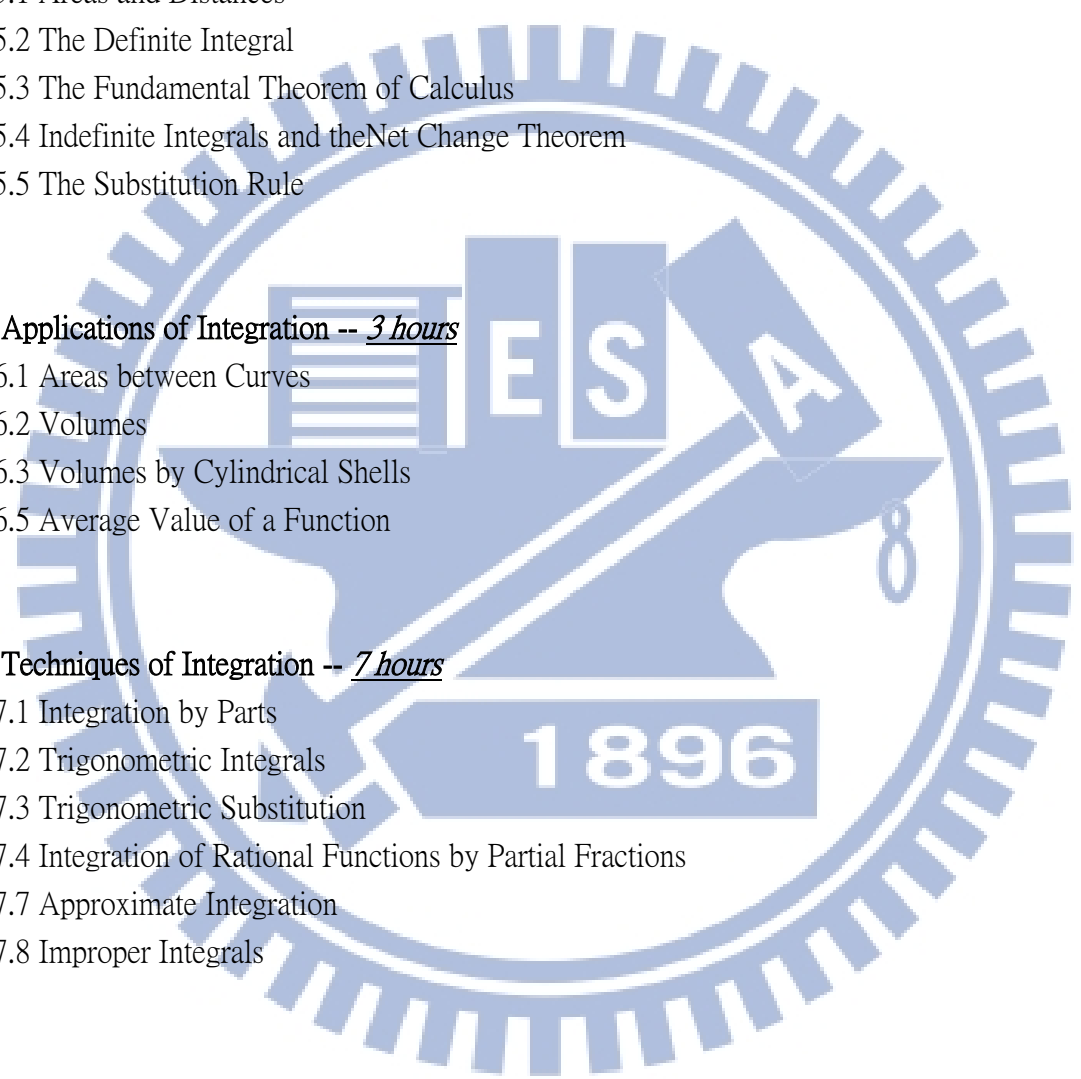 5.1 Areas and Distances
5.2 The Definite Integral
5.3 The Fundamental Theorem of Calculus
5.4 Indefinite Integrals and theNet Change Theorem
5.5 The Substitution Rule
Applications of Integration -- 3 hours
6.1 Areas between Curves
6.2 Volumes
6.3 Volumes by Cylindrical Shells
6.5 Average Value of a Function
Techniques of Integration -- 7 hours
7.1 Integration by Parts
7.2 Trigonometric Integrals
7.3 Trigonometric Substitution
7.4 Integration of Rational Functions by Partial Fractions
7.7 Approximate Integration
7.8 Improper Integrals
E S A
8
1896